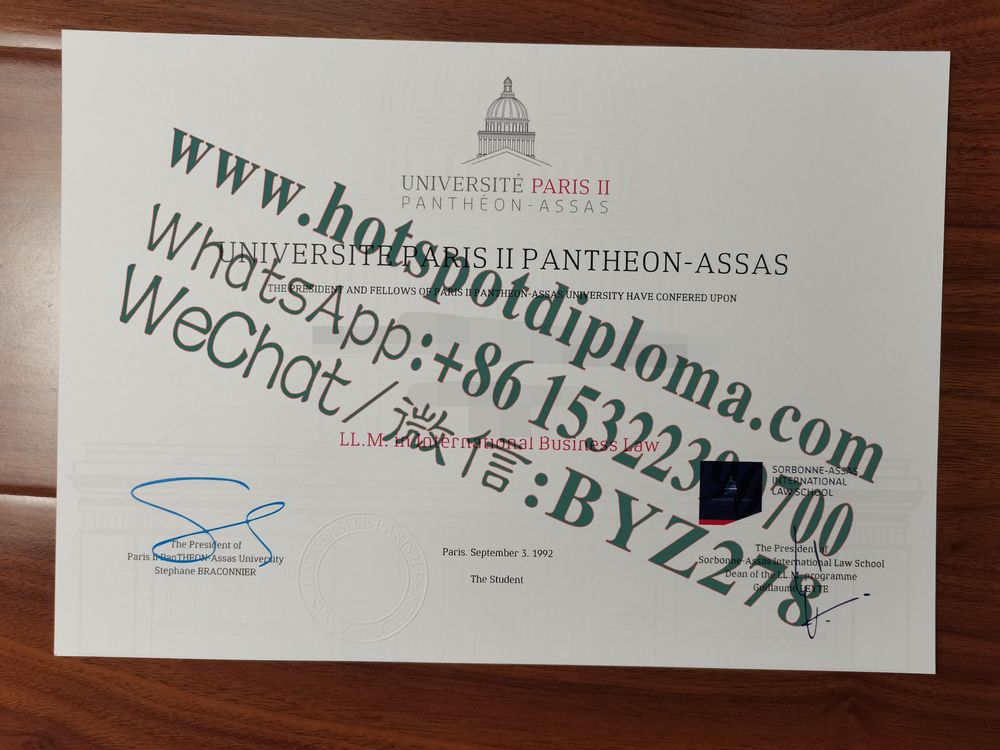 UNIVERSITÉ PARIS II
PANTHÉON-ASSAS
www.hotspotdiploma.com
UNIVERSITE PARIS II PANTHEON-ASSAS
THE PRESIDENT AND FELLOWS OF PARIS II PANTHEON-ASSAS UNIVERSITY HAVE CONFERED UPON
WhatsApp:+86 15322390700
WeChat/微信:BYZ278
LL.M. in International Business Law
SORBONNE-ASSAS
INTERNATIONAL
LAW SCHOOL
The President of
Paris II PanTHEON-Assas University
Stephane BRACONNIER
Paris. September 3. 1992
The Student
The President of
Sorbonne-Assas International Law School
Dean of the LL.M. programme
Guillaume LEYTE